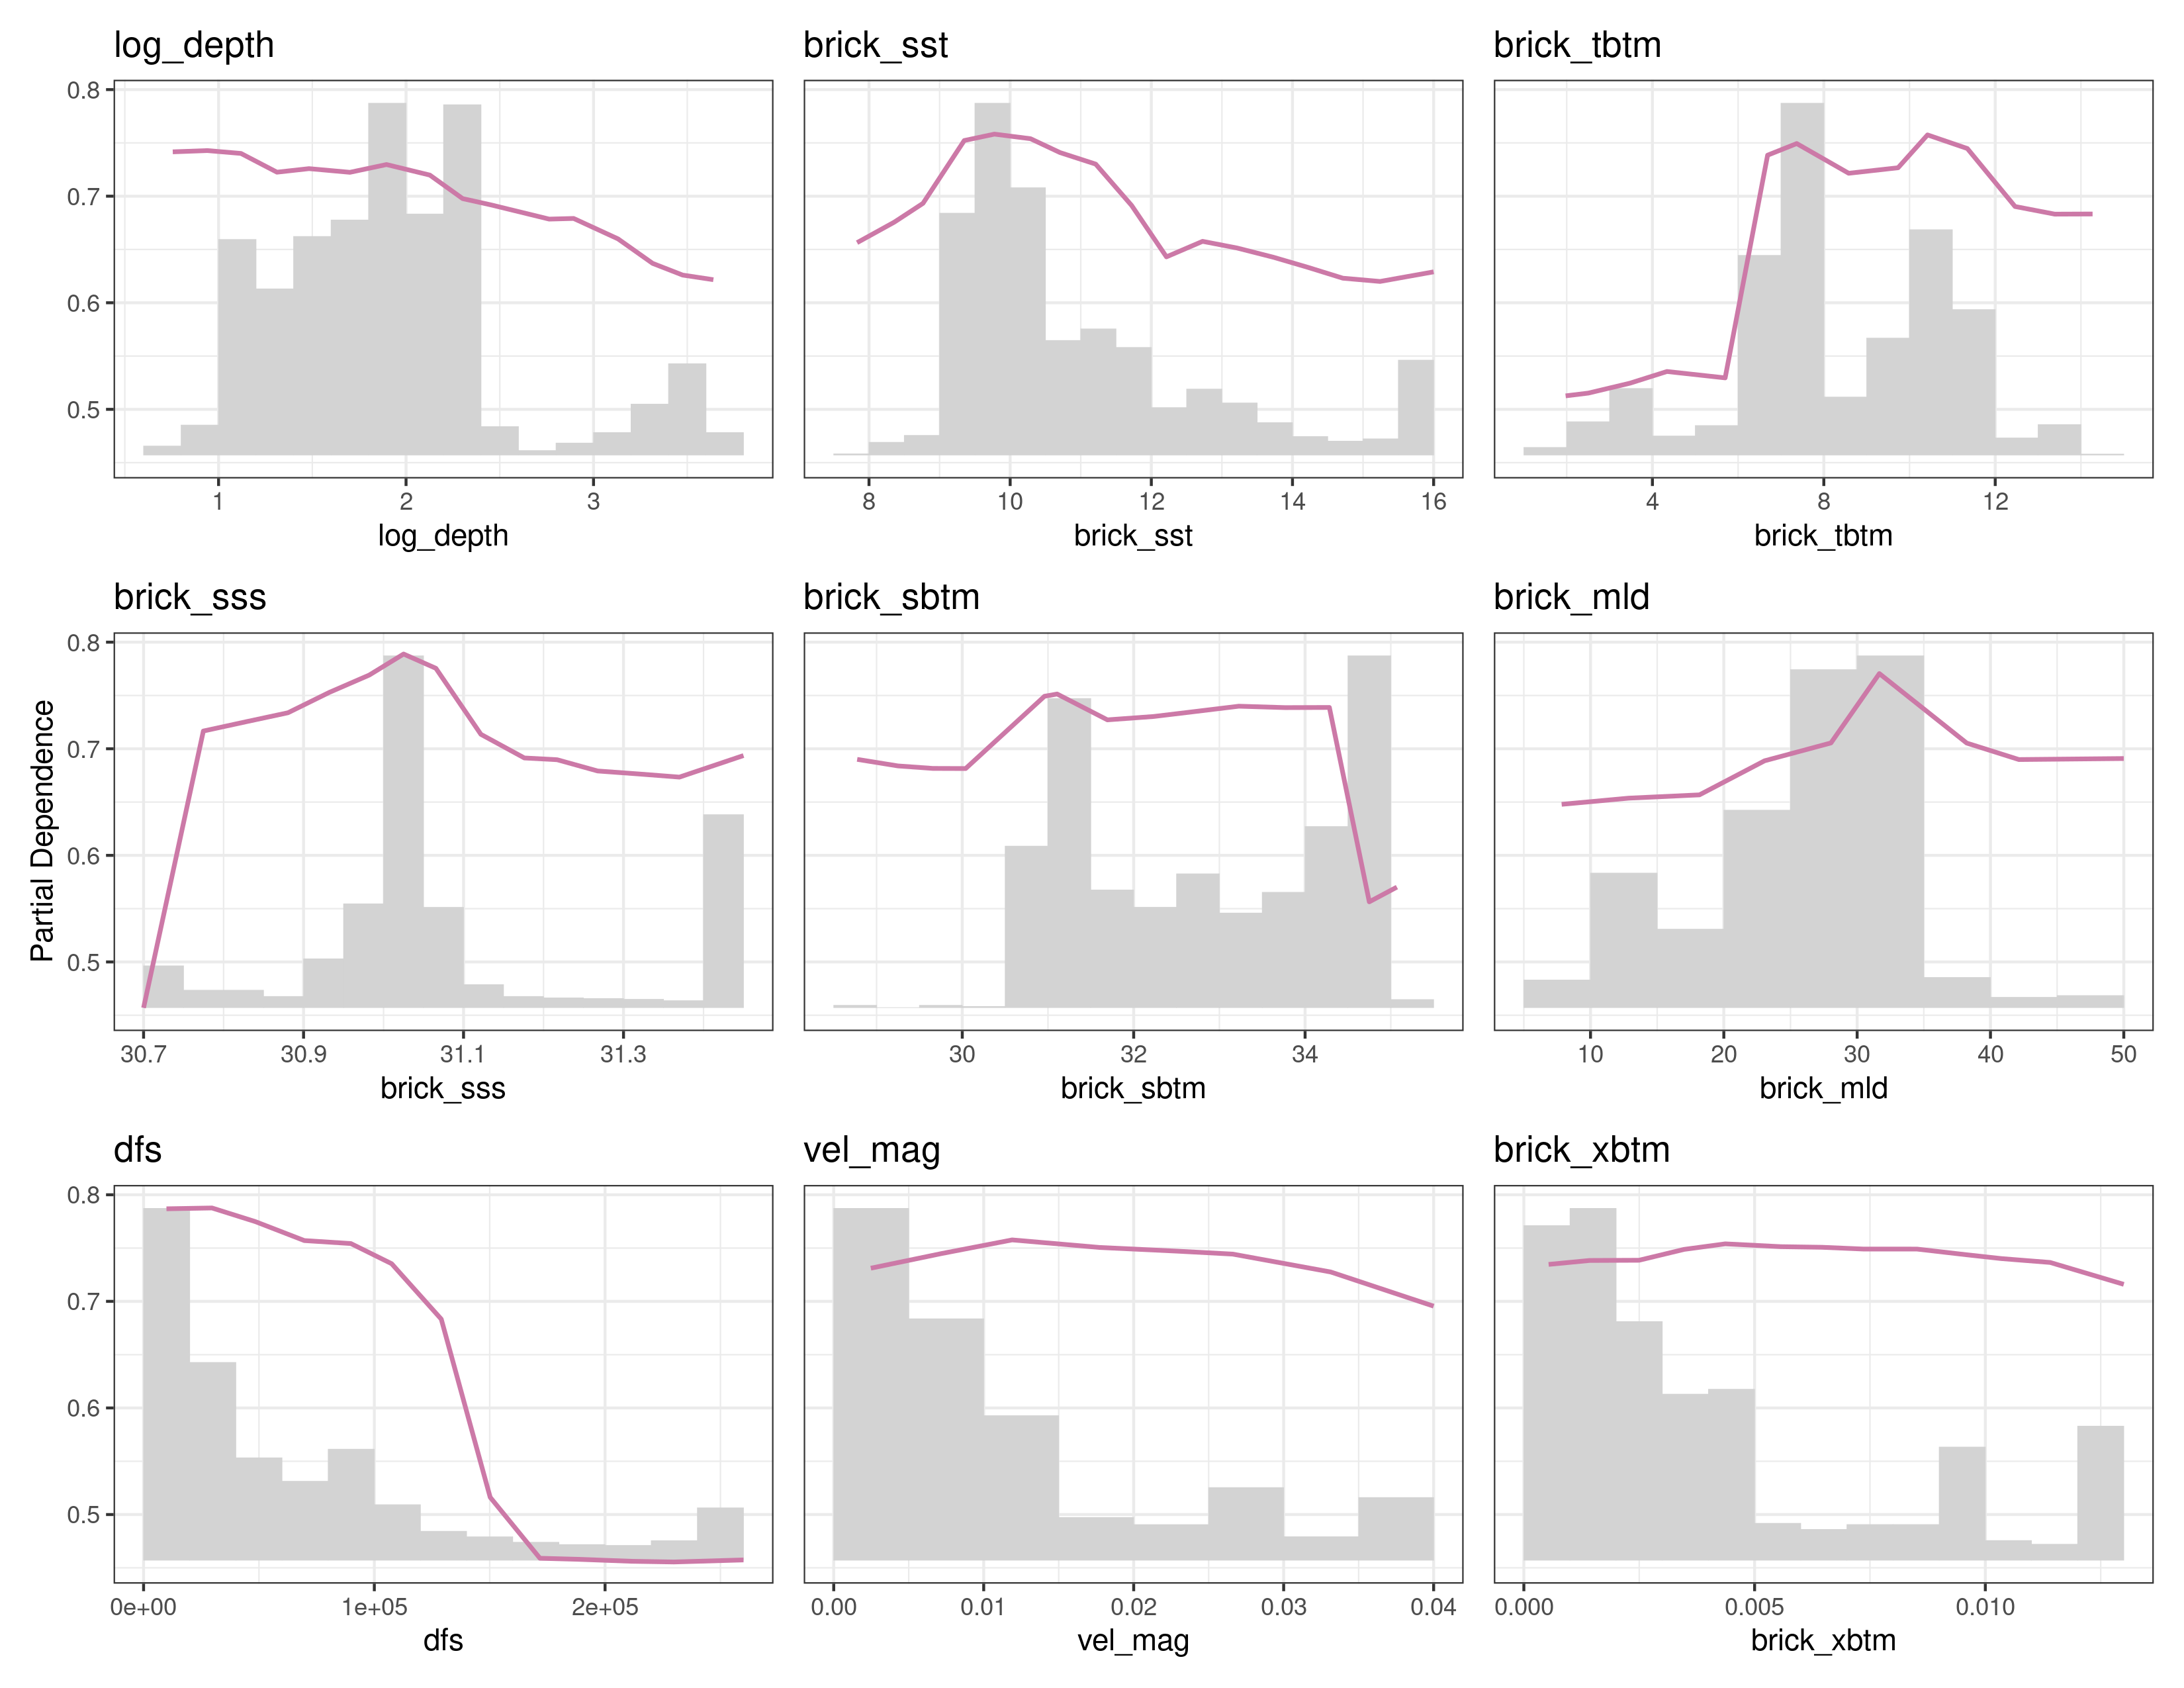 log_depth
brick_sst
brick_tbtm
0.8
0.7
0.6
0.5
1 2 3
8 10 12 14 16
4 8 12
log_depth
brick_sst
brick_tbtm
brick_sss
brick_sbtm
brick_mld
Partial Dependence
0.8
0.7
0.6
0.5
30.7 30.9 31.1 31.3
30 32 34
10 20 30 40 50
brick_sss
brick_sbtm
brick_mld
dfs
vel_mag
brick_xbtm
0.8
0.7
0.6
0.5
0e+00 1e+05 2e+05
0.00 0.01 0.02 0.03 0.04
0.000 0.005 0.010
dfs
vel_mag
brick_xbtm